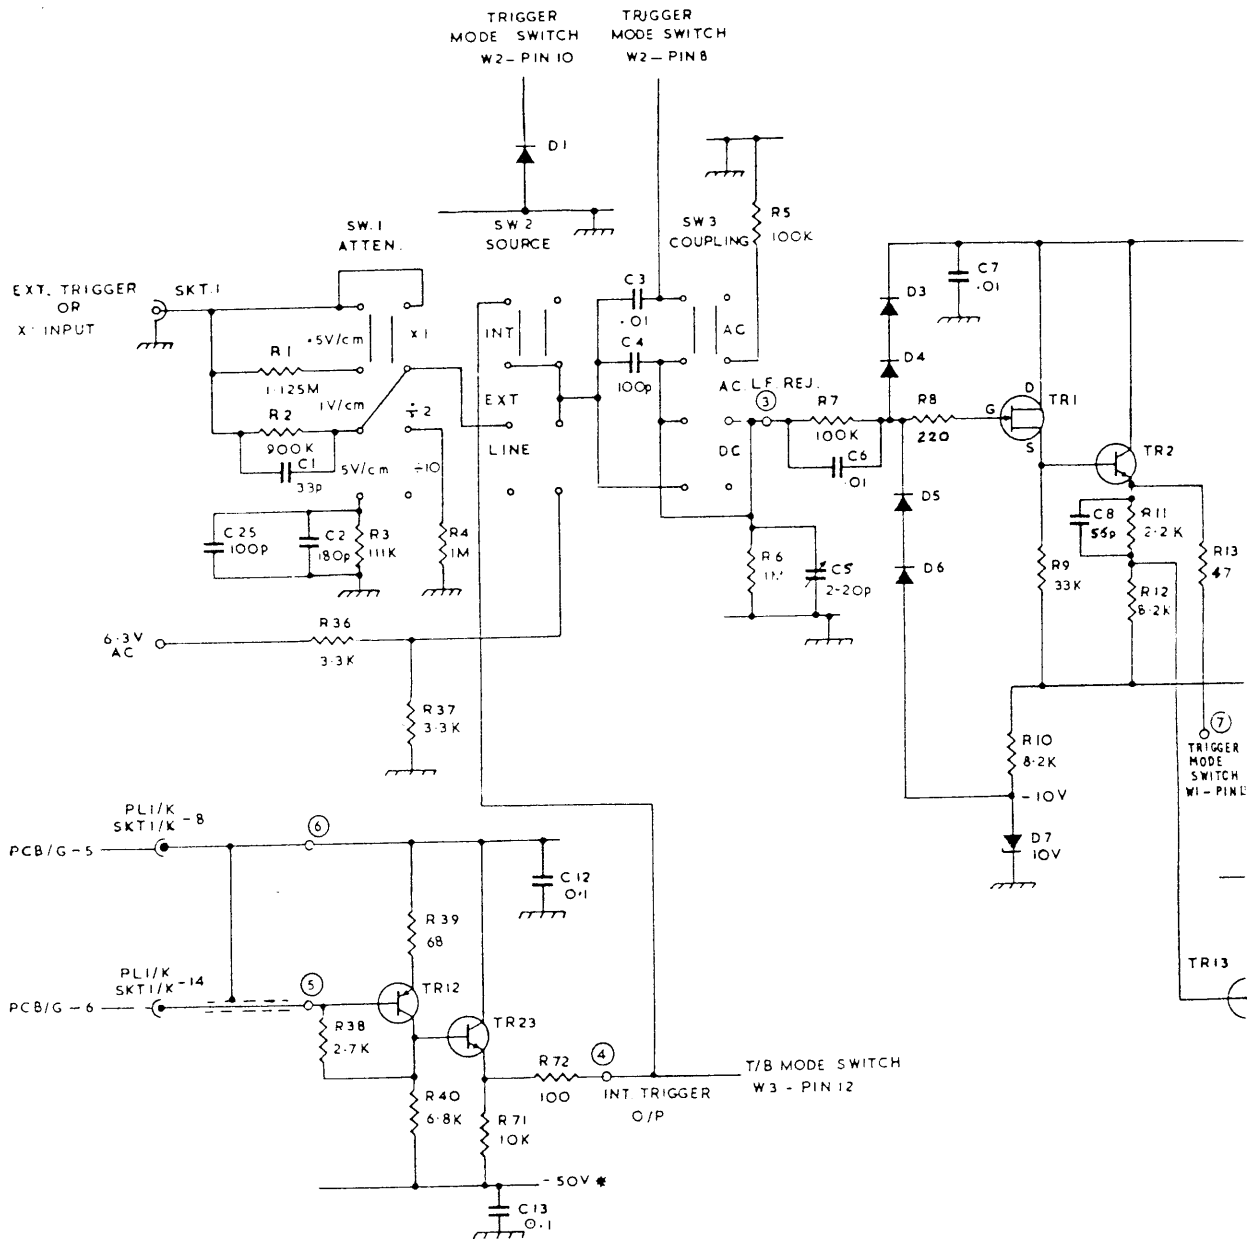 TRIGGER
MODE SWITCH
W2-PIN 10
TRIGGER
MODE SWITCH
W2-PIN 8
D1
SW.1
ATTEN.
SW2
SOURCE
SW3
COUPLING
R5
100K
EXT. TRIGGER
OR
X INPUT
SKT.1
.5V/cm
X1
INT
C3
.01
AC
C4
100p
R1
1.125M
1V/cm
÷2
EXT
A.C. L.F. REJ.
R2
900K
C1
33p
5V/cm
÷10
LINE
DC
3
R7
100K
C6
.01
R8
220
D3
D4
C7
.01
D
G
S
TR1
TR2
D5
D6
C8
56p
R11
2.2K
R13
47
R9
33K
R12
8.2K
C25
100p
C2
180p
R3
111K
R4
1M
R6
1M
C5
2-20p
6.3V
AC
R36
3.3K
R37
3.3K
R10
8.2K
-10V
D7
10V
7
TRIGGER
MODE
SWITCH
PL1/K
SKT1/K-8
PCB/G-5
6
C12
0.1
R39
68
PL1/K
SKT1/K-14
PCB/G-6
5
TR12
TR23
R38
2.7K
R72
100
4
INT. TRIGGER
O/P
T/B MODE SWITCH
W3 - PIN 12
R40
6.8K
R71
10K
TR13
-50V *
C13
0.1